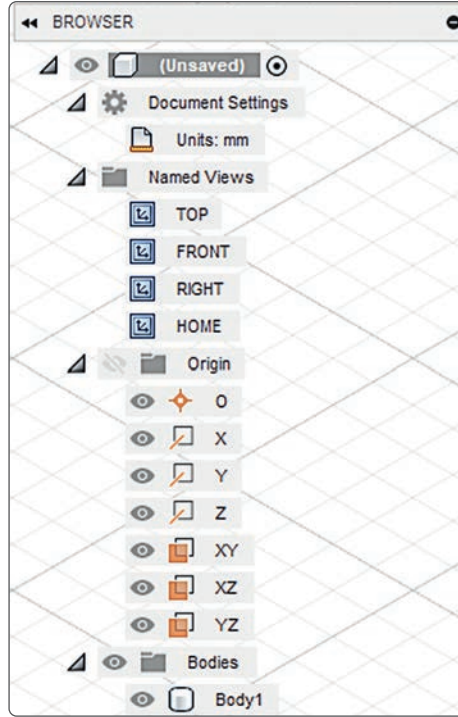 BROWSER
(Unsaved)
Document Settings
Units: mm
Named Views
TOP
FRONT
RIGHT
HOME
Origin
O
X
Y
Z
XY
XZ
YZ
Bodies
Body1